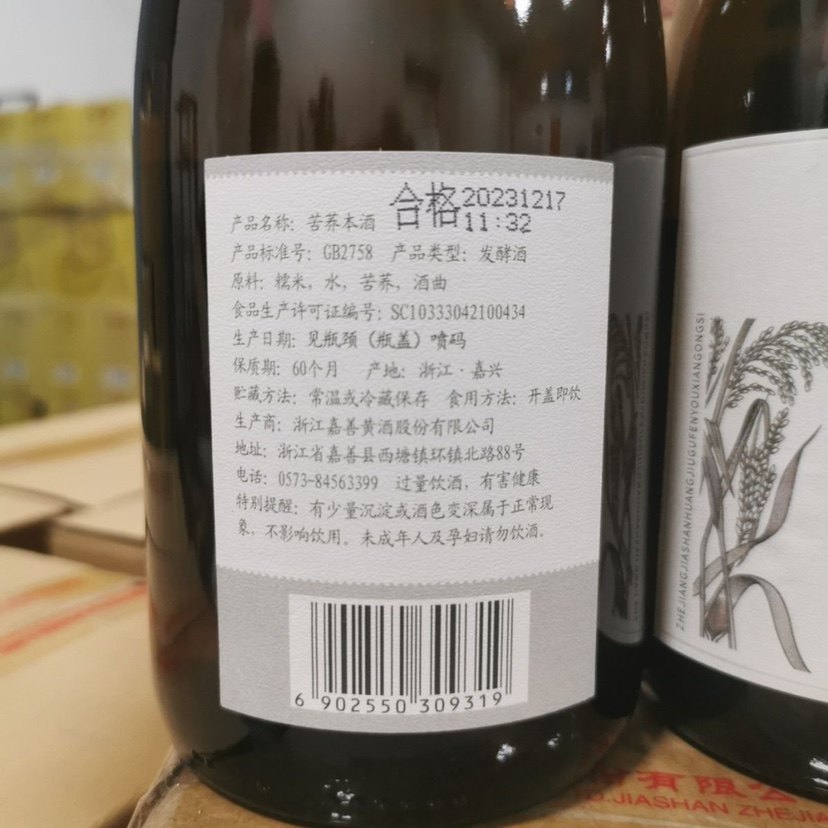 合格20231217
11:32
产品名称：苦荞本酒
产品标准号：GB2758 产品类型：发酵酒
原料：糯米，水，苦荞，酒曲
食品生产许可证编号：SC10333042100434
生产日期：见瓶颈（瓶盖）喷码
保质期：60个月 产地：浙江·嘉兴
贮藏方法：常温或冷藏保存 食用方法：开盖即饮
生产商：浙江嘉善黄酒股份有限公司
地址：浙江省嘉善县西塘镇环镇北路88号
电话：0573-84563399 过量饮酒，有害健康
特别提醒：有少量沉淀或酒色变深属于正常现
象，不影响饮用。未成年人及孕妇请勿饮酒。
6 902550 309319
ZHEJIANGJIASHANHUANGJIUGUFENYOUXIANGONGSI
有限公
JIASHAN ZHEJIA